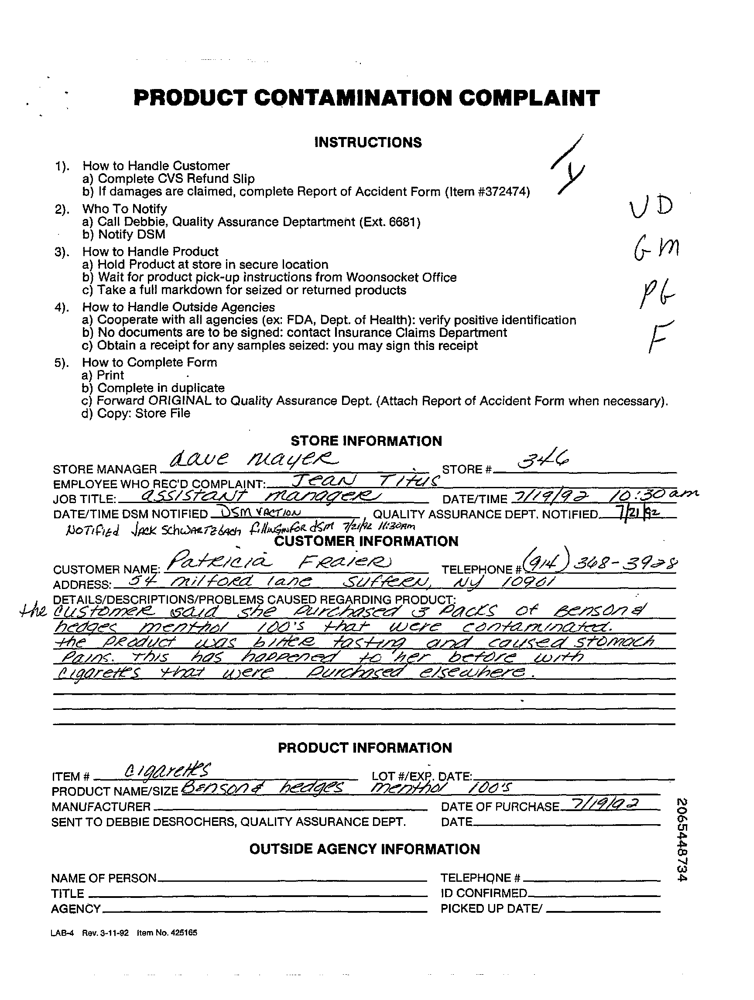 PRODUCT CONTAMINATION COMPLAINT
INSTRUCTIONS
1). How to Handle Customer
a) Complete CVS Refund Slip
b) If damages are claimed, complete Report of Accident Form (Item #372474)
2). Who To Notify
a) Call Debbie, Quality Assurance Deptartment (Ext. 6681)
b) Notify DSM
3). How to Handle Product
a) Hold Product at store in secure location
b) Wait for product pick-up instructions from Woonsocket Office
c) Take a full markdown for seized or returned products
4). How to Handle Outside Agencies
a) Cooperate with all agencies (ex: FDA, Dept. of Health): verify positive identification
b) No documents are to be signed: contact Insurance Claims Department
c) Obtain a receipt for any samples seized: you may sign this receipt
5). How to Complete Form
a) Print
b) Complete in duplicate
c) Forward ORIGINAL to Quality Assurance Dept. (Attach Report of Accident Form when necessary).
d) Copy: Store File
VD
GM
PG
F
STORE INFORMATION
STORE MANAGER dave mayer STORE # 346
EMPLOYEE WHO REC'D COMPLAINT: Jean Titus
JOB TITLE: assistant manager DATE/TIME 7/19/92 10:30 am
DATE/TIME DSM NOTIFIED DSM VACTION, QUALITY ASSURANCE DEPT. NOTIFIED 7/21/92
NOTIFIED JACK SCHWARTZBACH filling in for DSM 7/21/92 11:30AM
CUSTOMER INFORMATION
CUSTOMER NAME: Patricia Fraier TELEPHONE # (914) 368-3928
ADDRESS: 54 milford lane Suffern, NY 10901
DETAILS/DESCRIPTIONS/PROBLEMS CAUSED REGARDING PRODUCT:
the customer said she purchased 3 packs of Benson &
hedges menthol 100's that were contaminated.
the product was bitter tasting and caused stomach
Pains. this has happened to her before with
cigarettes that were purchased elsewhere.
PRODUCT INFORMATION
ITEM # cigarettes LOT #/EXP. DATE:
PRODUCT NAME/SIZE Benson & hedges menthol 100's
MANUFACTURER DATE OF PURCHASE 7/19/92
SENT TO DEBBIE DESROCHERS, QUALITY ASSURANCE DEPT. DATE
OUTSIDE AGENCY INFORMATION
NAME OF PERSON TELEPHONE #
TITLE ID CONFIRMED
AGENCY PICKED UP DATE/
LAB-4 Rev. 3-11-92 Item No. 425165
2065448734